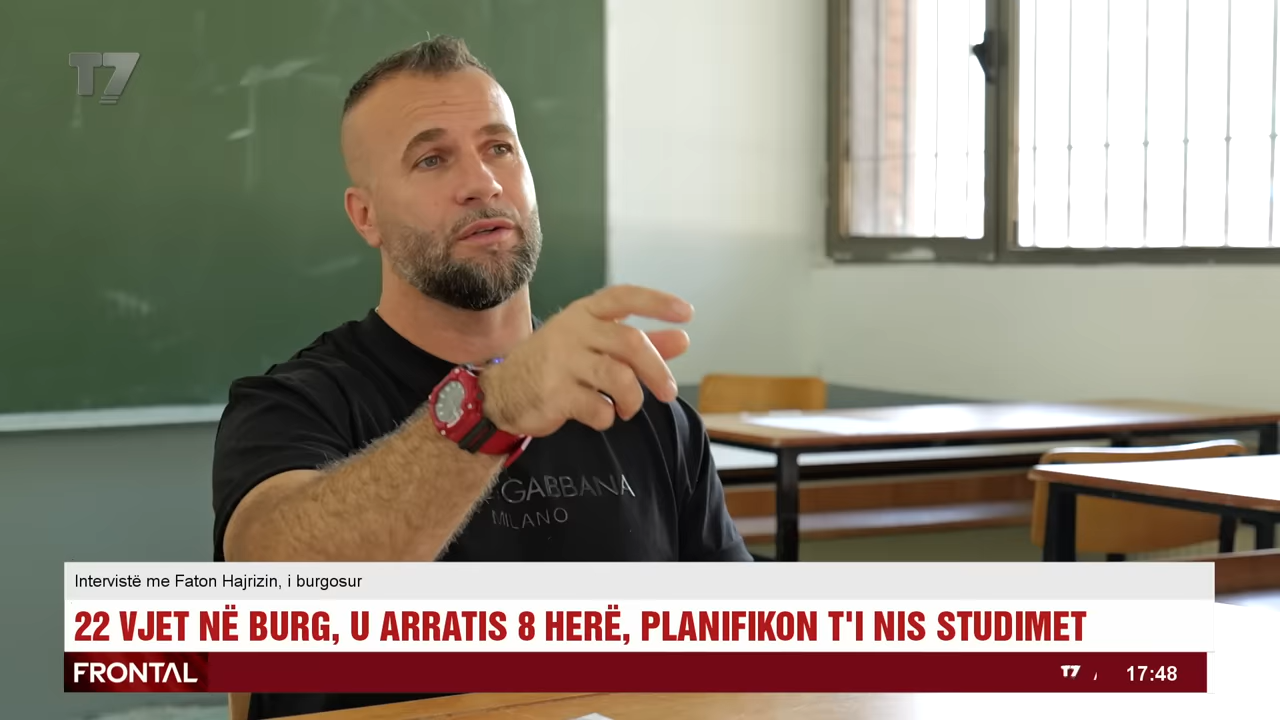 T7
GABBANA
MILANO
Intervistë me Faton Hajrizin, i burgosur
22 VJET NË BURG, U ARRATIS 8 HERË, PLANIFIKON T'I NIS STUDIMET
FRONTAL
T7
17:48